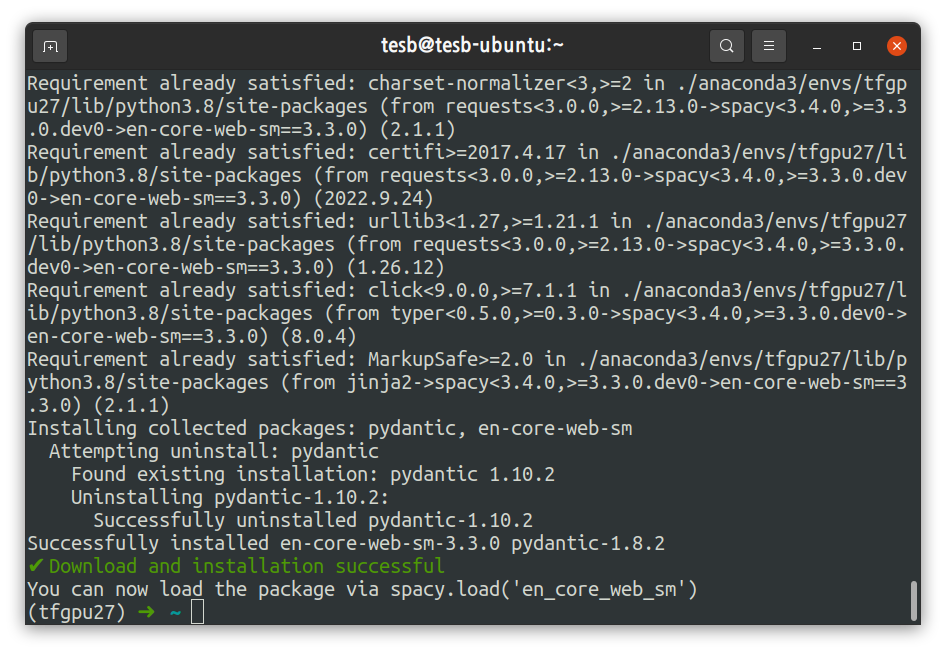 tesb@tesb-ubuntu:~
Requirement already satisfied: charset-normalizer<3,>=2 in ./anaconda3/envs/tfgp
u27/lib/python3.8/site-packages (from requests<3.0.0,>=2.13.0->spacy<3.4.0,>=3.3
.0.dev0->en-core-web-sm==3.3.0) (2.1.1)
Requirement already satisfied: certifi>=2017.4.17 in ./anaconda3/envs/tfgpu27/li
b/python3.8/site-packages (from requests<3.0.0,>=2.13.0->spacy<3.4.0,>=3.3.0.dev
0->en-core-web-sm==3.3.0) (2022.9.24)
Requirement already satisfied: urllib3<1.27,>=1.21.1 in ./anaconda3/envs/tfgpu27
/lib/python3.8/site-packages (from requests<3.0.0,>=2.13.0->spacy<3.4.0,>=3.3.0.
dev0->en-core-web-sm==3.3.0) (1.26.12)
Requirement already satisfied: click<9.0.0,>=7.1.1 in ./anaconda3/envs/tfgpu27/l
ib/python3.8/site-packages (from typer<0.5.0,>=0.3.0->spacy<3.4.0,>=3.3.0.dev0->
en-core-web-sm==3.3.0) (8.0.4)
Requirement already satisfied: MarkupSafe>=2.0 in ./anaconda3/envs/tfgpu27/lib/p
ython3.8/site-packages (from jinja2->spacy<3.4.0,>=3.3.0.dev0->en-core-web-sm==3
.3.0) (2.1.1)
Installing collected packages: pydantic, en-core-web-sm
  Attempting uninstall: pydantic
    Found existing installation: pydantic 1.10.2
    Uninstalling pydantic-1.10.2:
      Successfully uninstalled pydantic-1.10.2
Successfully installed en-core-web-sm-3.3.0 pydantic-1.8.2
✔ Download and installation successful
You can now load the package via spacy.load('en_core_web_sm')
(tfgpu27) ➜ ~